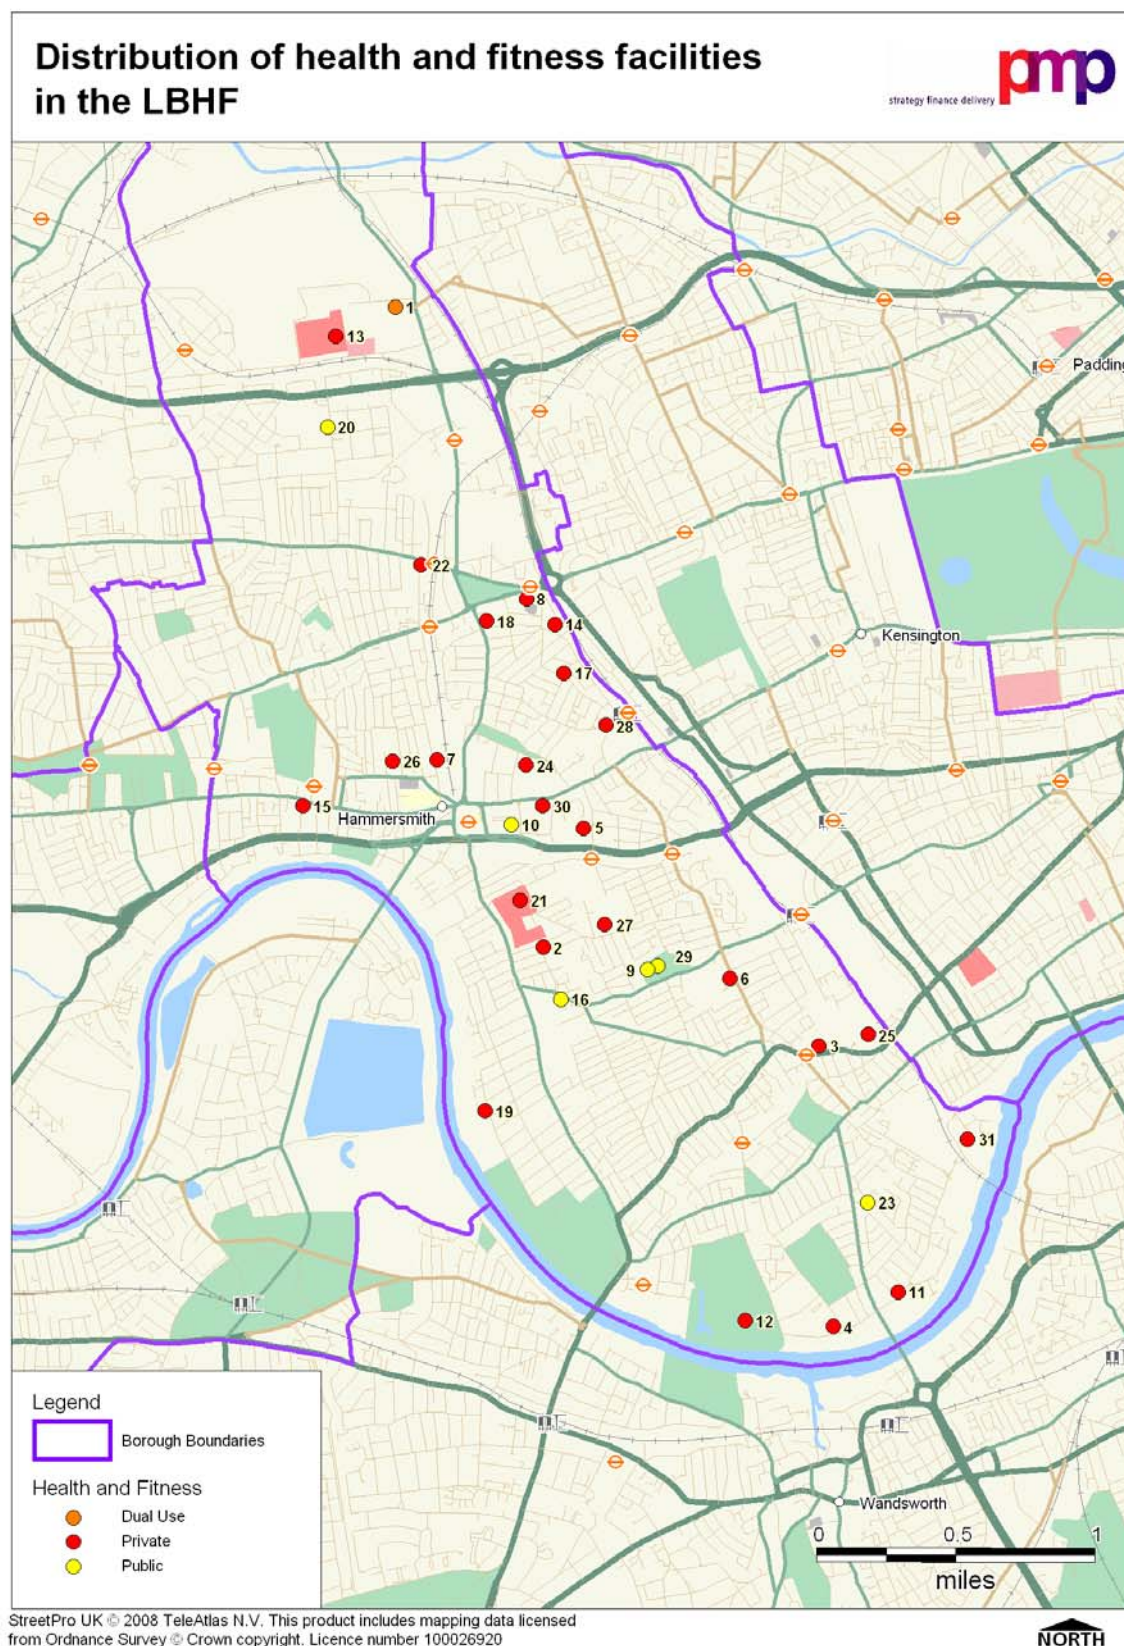 Distribution of health and fitness facilities
in the LBHF
strategy finance delivery
pmp
1
13
Padding
20
22
8
18
14
Kensington
17
28
26
7
24
15
30
Hammersmith
10
5
21
27
2
29
9
6
16
25
3
19
31
23
11
12
4
Legend
Borough Boundaries
Health and Fitness
Dual Use
Private
Public
Wandsworth
0
0.5
1
miles
StreetPro UK © 2008 TeleAtlas N.V. This product includes mapping data licensed
from Ordnance Survey © Crown copyright. Licence number 100026920
NORTH